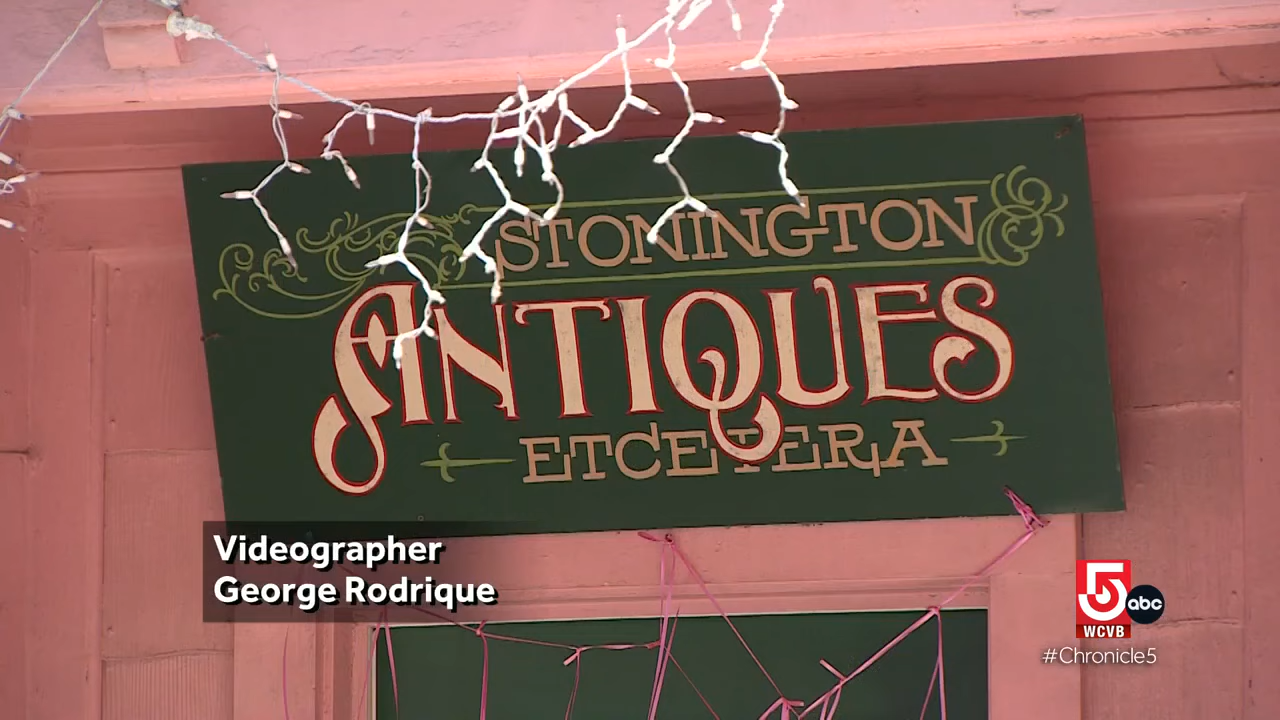 STONINGTON
ANTIQUES
ETCETERA
Videographer
George Rodrique
5
abc
WCVB
#Chronicle5